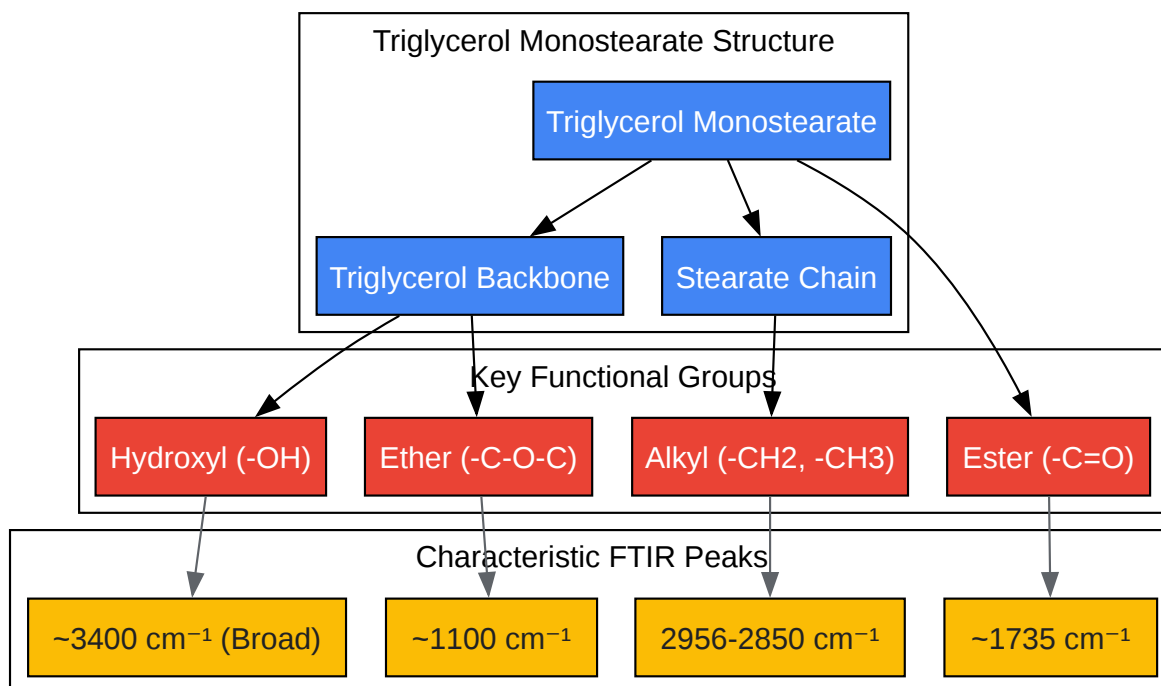 Triglycerol Monostearate Structure
Triglycerol Monostearate
Triglycerol Backbone
Stearate Chain
Key Functional Groups
Hydroxyl (-OH)
Ether (-C-O-C)
Alkyl (-CH2, -CH3)
Ester (-C=O)
Characteristic FTIR Peaks
~3400 cm⁻¹ (Broad)
~1100 cm⁻¹
2956-2850 cm⁻¹
~1735 cm⁻¹